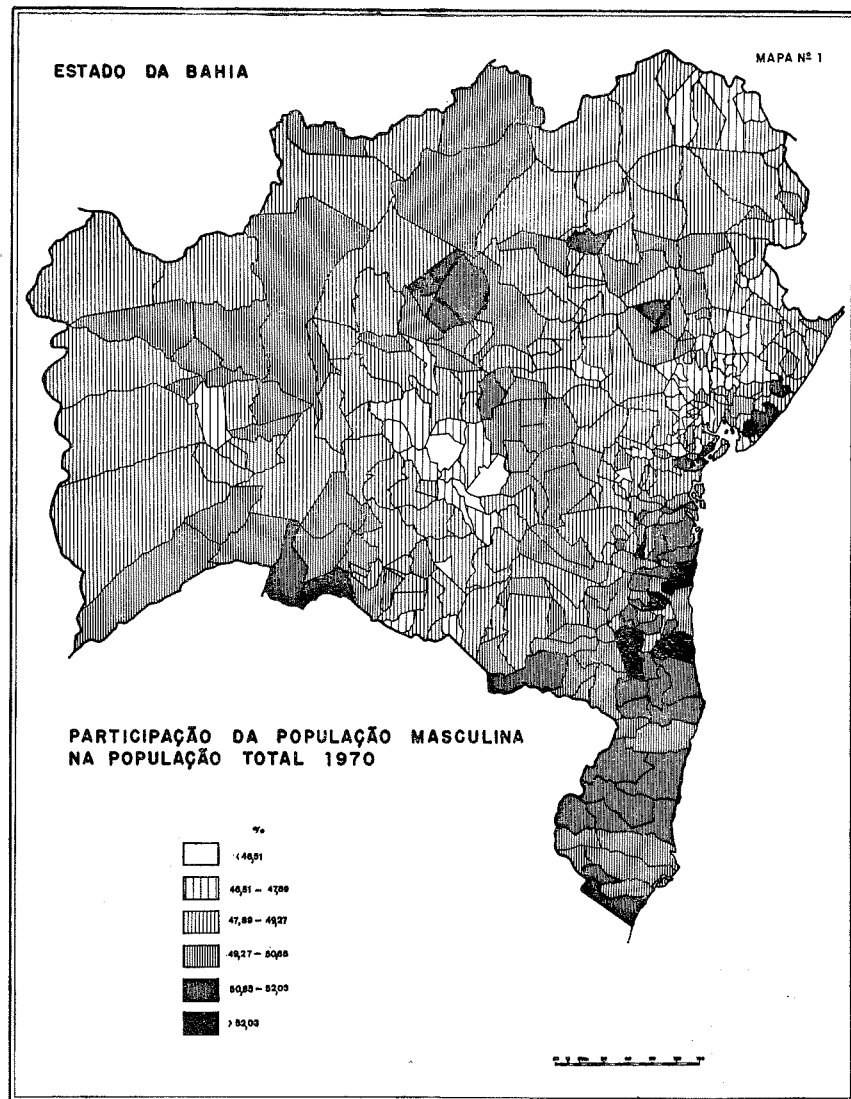 ESTADO DA BAHIA
MAPA Nº 1
PARTICIPAÇÃO DA POPULAÇÃO MASCULINA
NA POPULAÇÃO TOTAL 1970
%
<46,51
46,51 — 47,89
47,89 — 49,27
49,27 — 50,65
50,65 — 52,03
>52,03